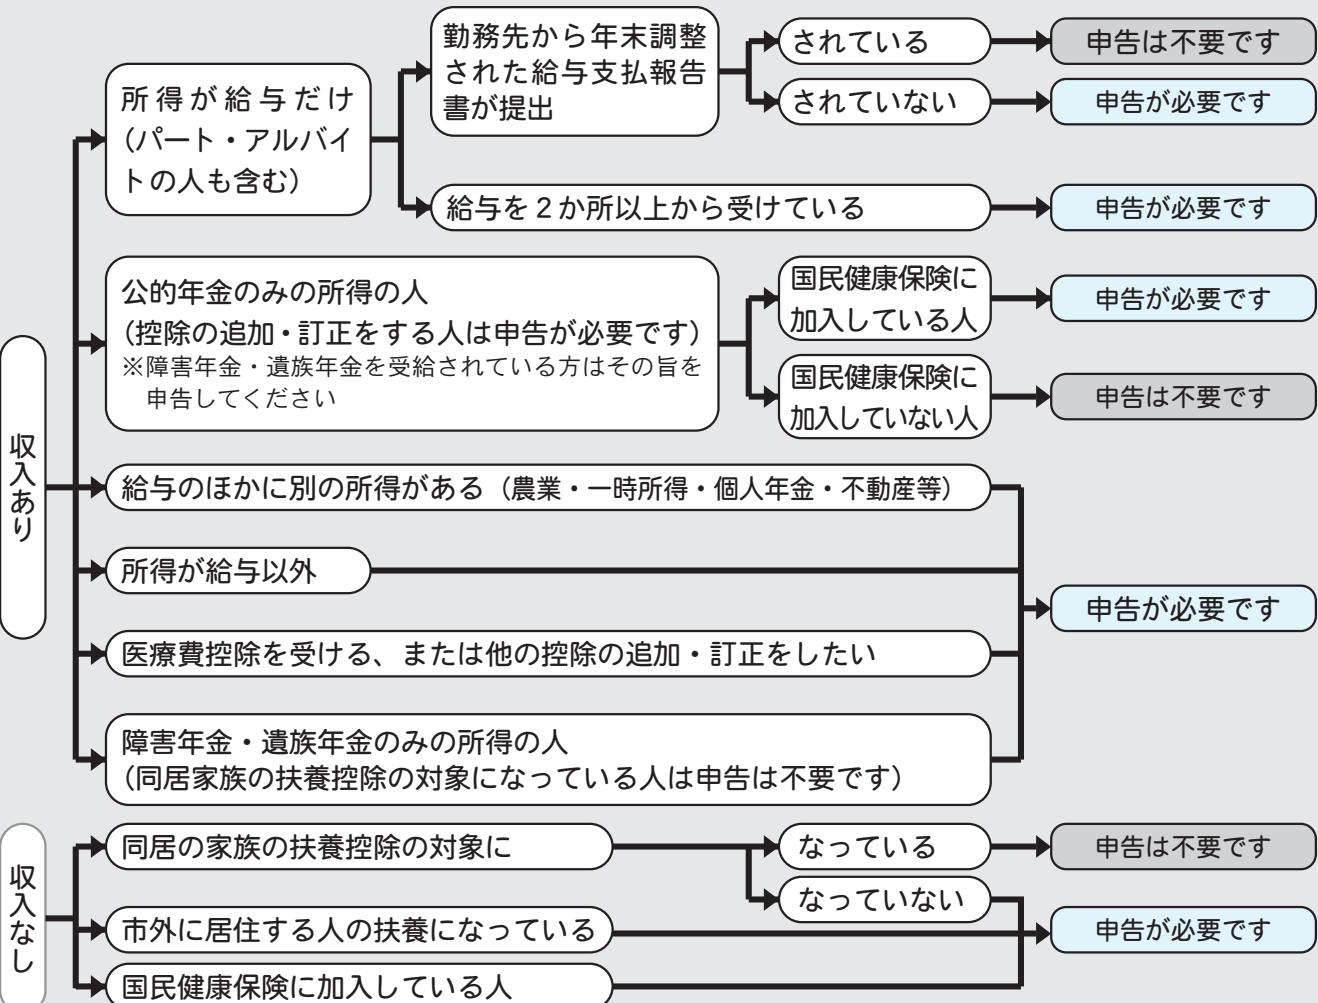 収入あり
所得が給与だけ
(パート・アルバイ
トの人も含む)
勤務先から年末調整
された給与支払報告
書が提出
されている
申告は不要です
されていない
申告が必要です
給与を2か所以上から受けている
申告が必要です
公的年金のみの所得の人
(控除の追加・訂正をする人は申告が必要です)
※障害年金・遺族年金を受給されている方はその旨を
申告してください
国民健康保険に
加入している人
申告が必要です
国民健康保険に
加入していない人
申告は不要です
給与のほかに別の所得がある(農業・一時所得・個人年金・不動産等)
所得が給与以外
医療費控除を受ける、または他の控除の追加・訂正をしたい
障害年金・遺族年金のみの所得の人
(同居家族の扶養控除の対象になっている人は申告は不要です)
申告が必要です
収入なし
同居の家族の扶養控除の対象に
なっている
申告は不要です
なっていない
市外に居住する人の扶養になっている
国民健康保険に加入している人
申告が必要です